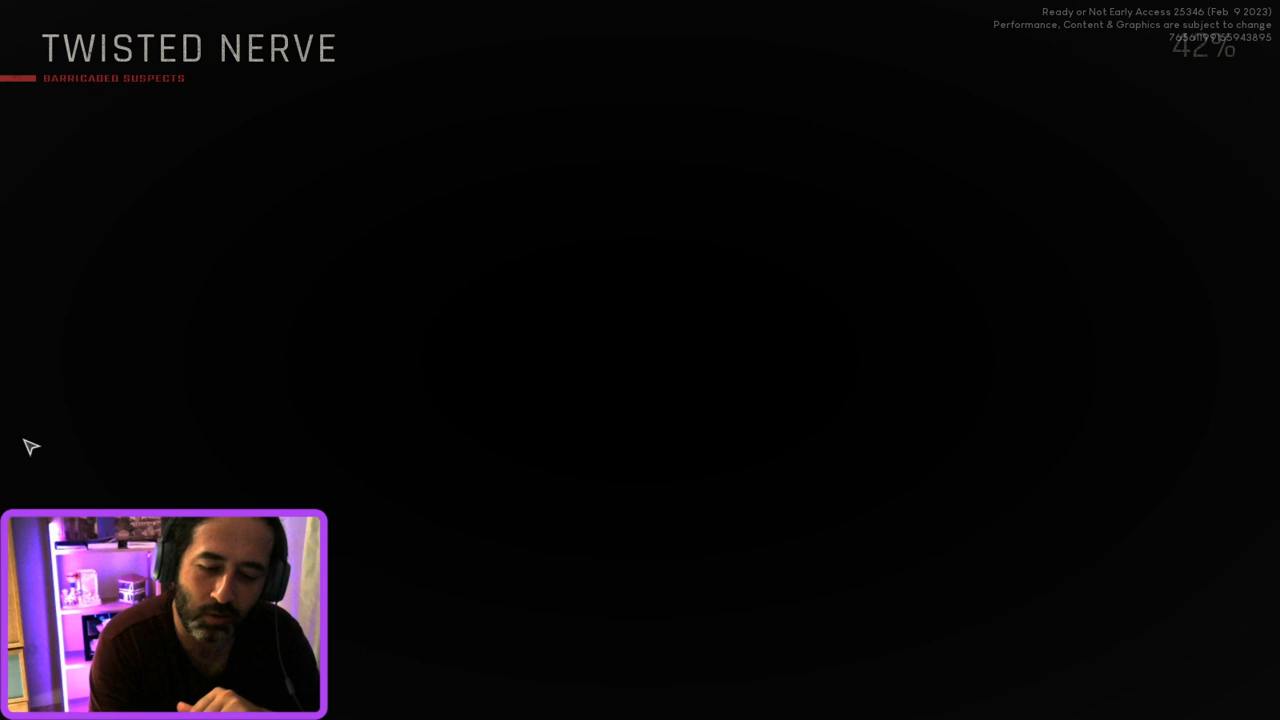 TWISTED NERVE
BARRICADED SUSPECTS
Ready or Not Early Access 25346 (Feb 9 2023)
Performance, Content & Graphics are subject to change
42%